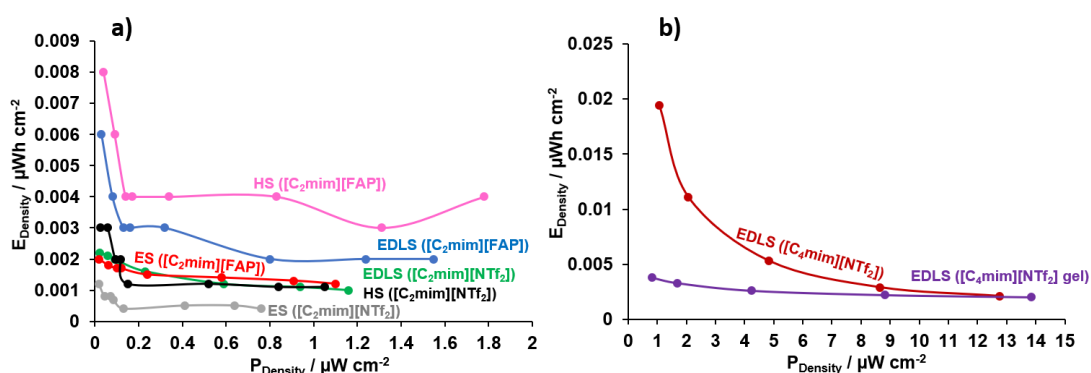 a)
E_Density / µWh cm⁻²
0.009
0.008
0.007
0.006
0.005
0.004
0.003
0.002
0.001
0
HS ([C₂mim][FAP])
EDLS ([C₂mim][FAP])
ES ([C₂mim][FAP])
EDLS ([C₂mim][NTf₂])
HS ([C₂mim][NTf₂])
ES ([C₂mim][NTf₂])
0 0.2 0.4 0.6 0.8 1 1.2 1.4 1.6 1.8 2
P_Density / µW cm⁻²
b)
E_Density / µWh cm⁻²
0.025
0.02
0.015
0.01
0.005
0
EDLS ([C₄mim][NTf₂])
EDLS ([C₄mim][NTf₂] gel)
0 1 2 3 4 5 6 7 8 9 10 11 12 13 14 15
P_Density / µW cm⁻²